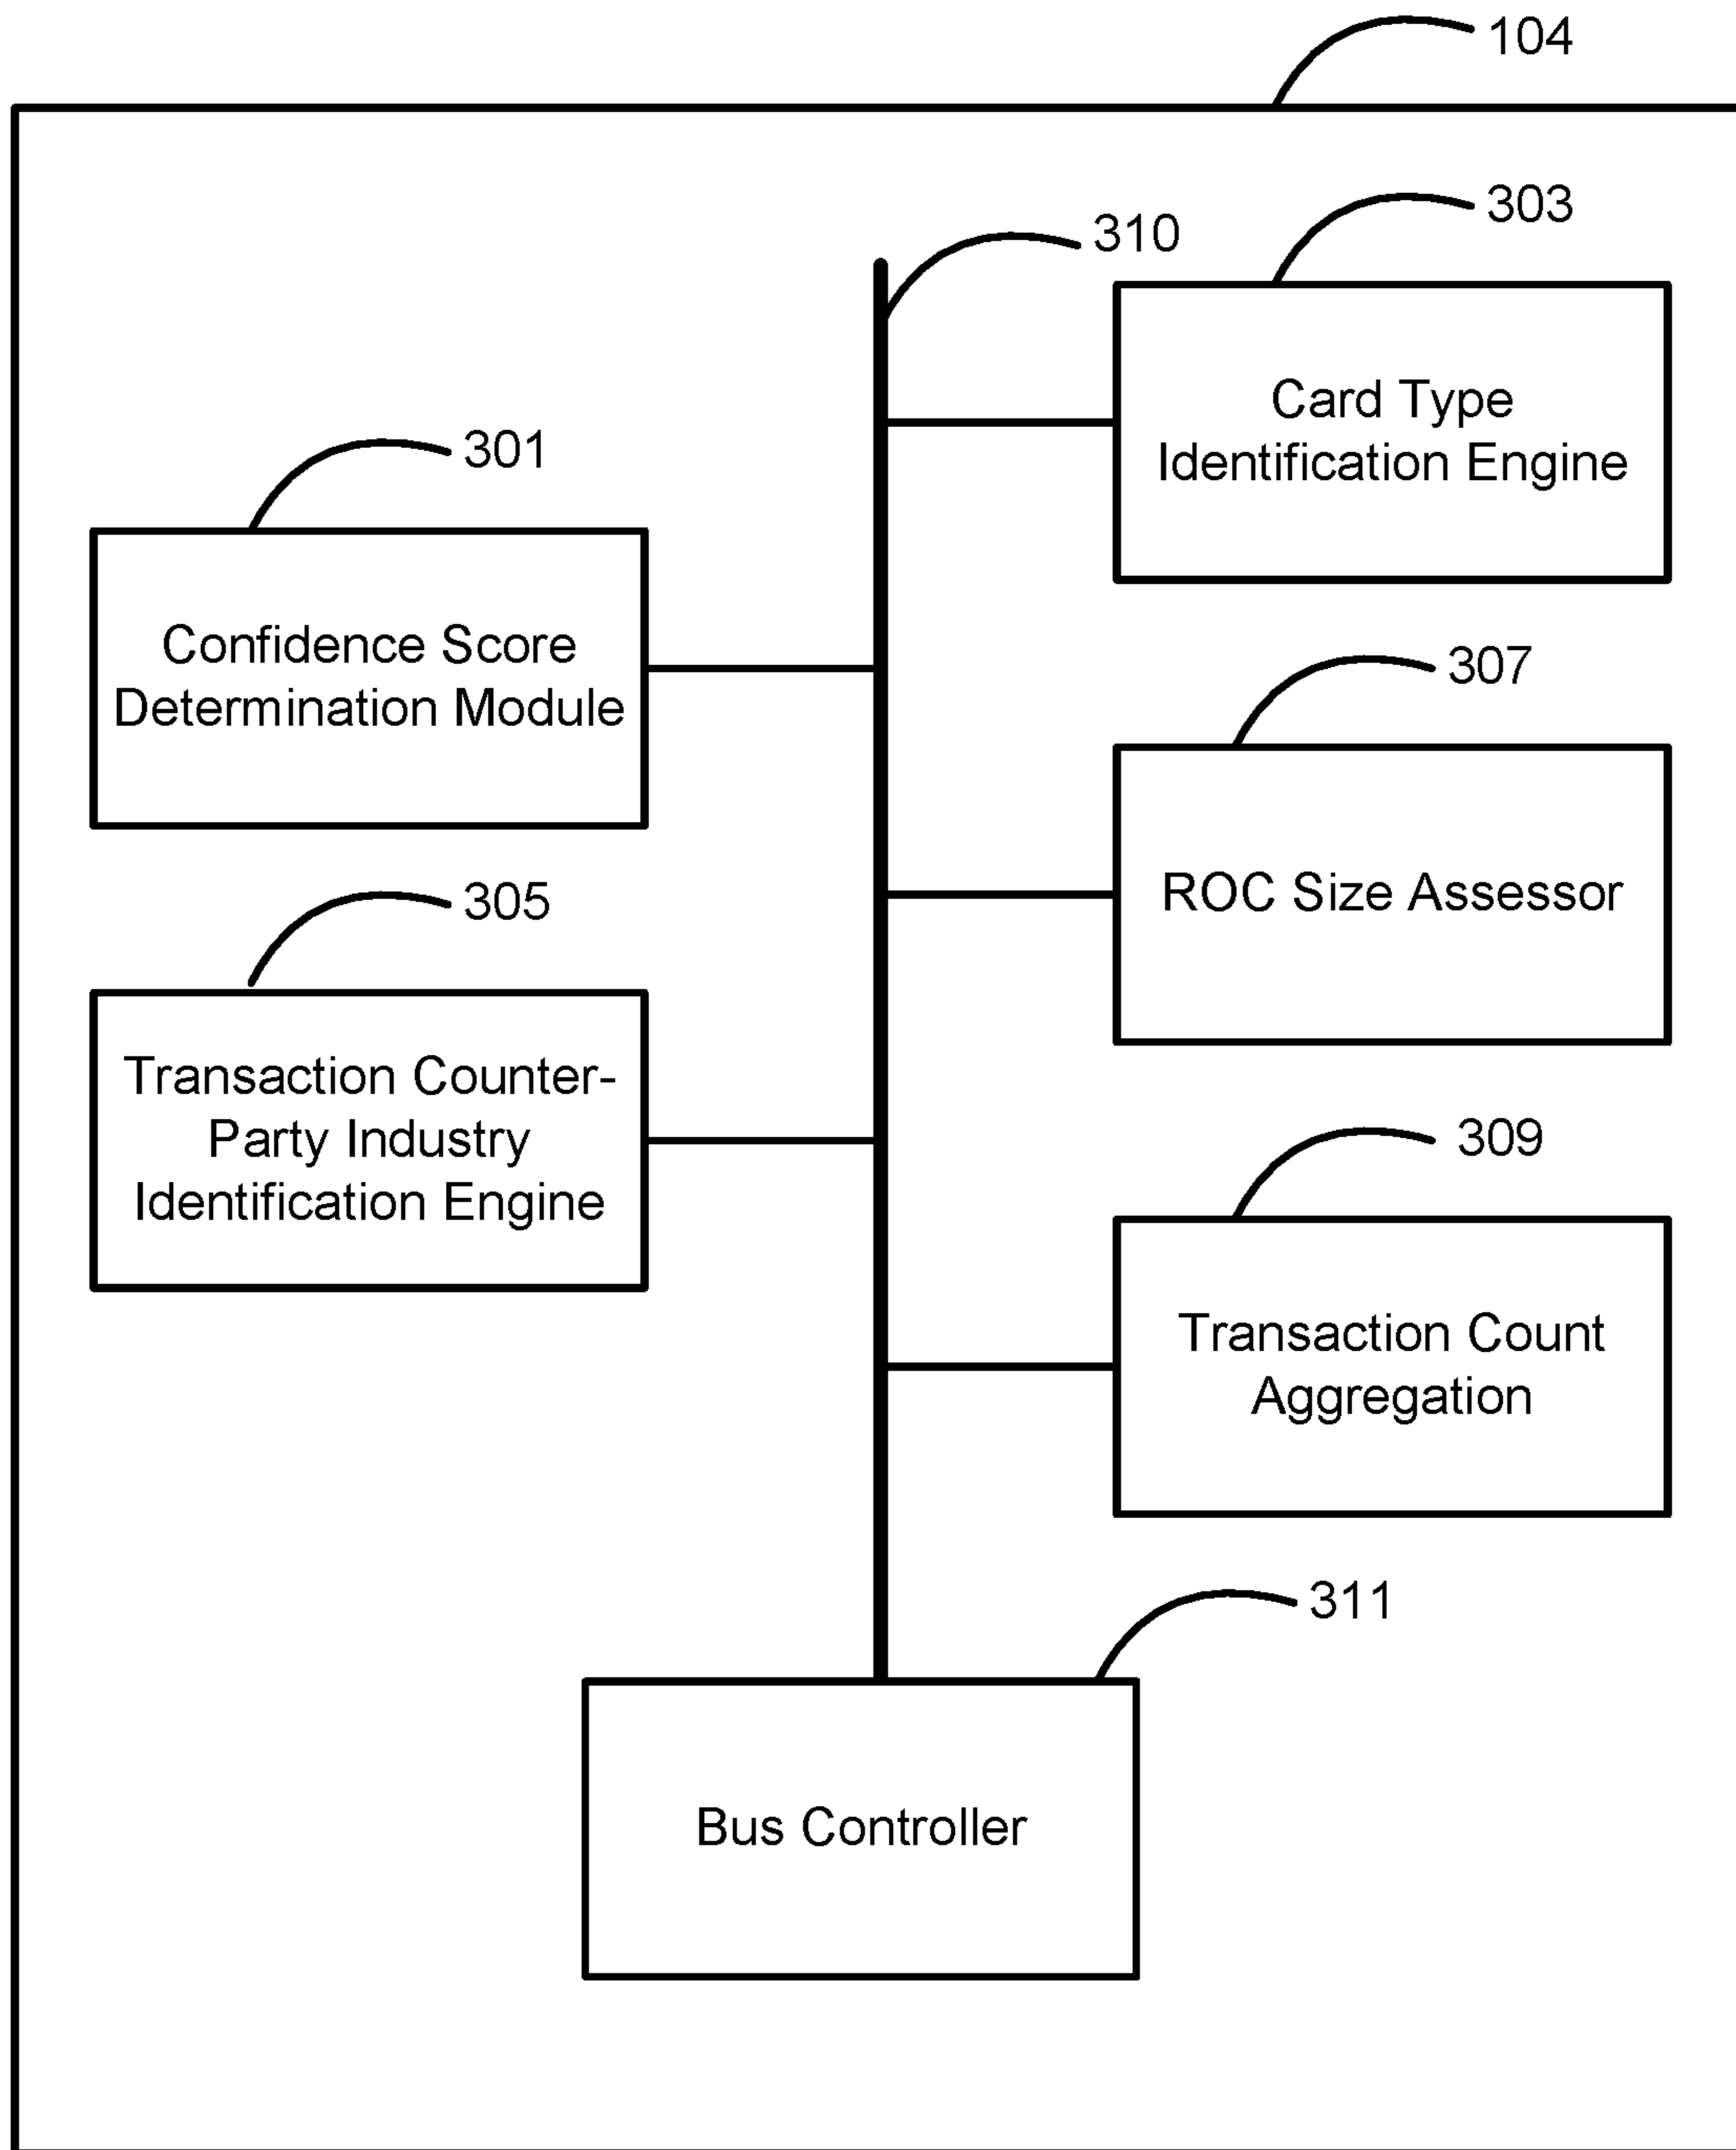 104
303
310
Card Type
Identification Engine
301
Confidence Score
Determination Module
307
ROC Size Assessor
305
Transaction Counter-
Party Industry
Identification Engine
309
Transaction Count
Aggregation
311
Bus Controller